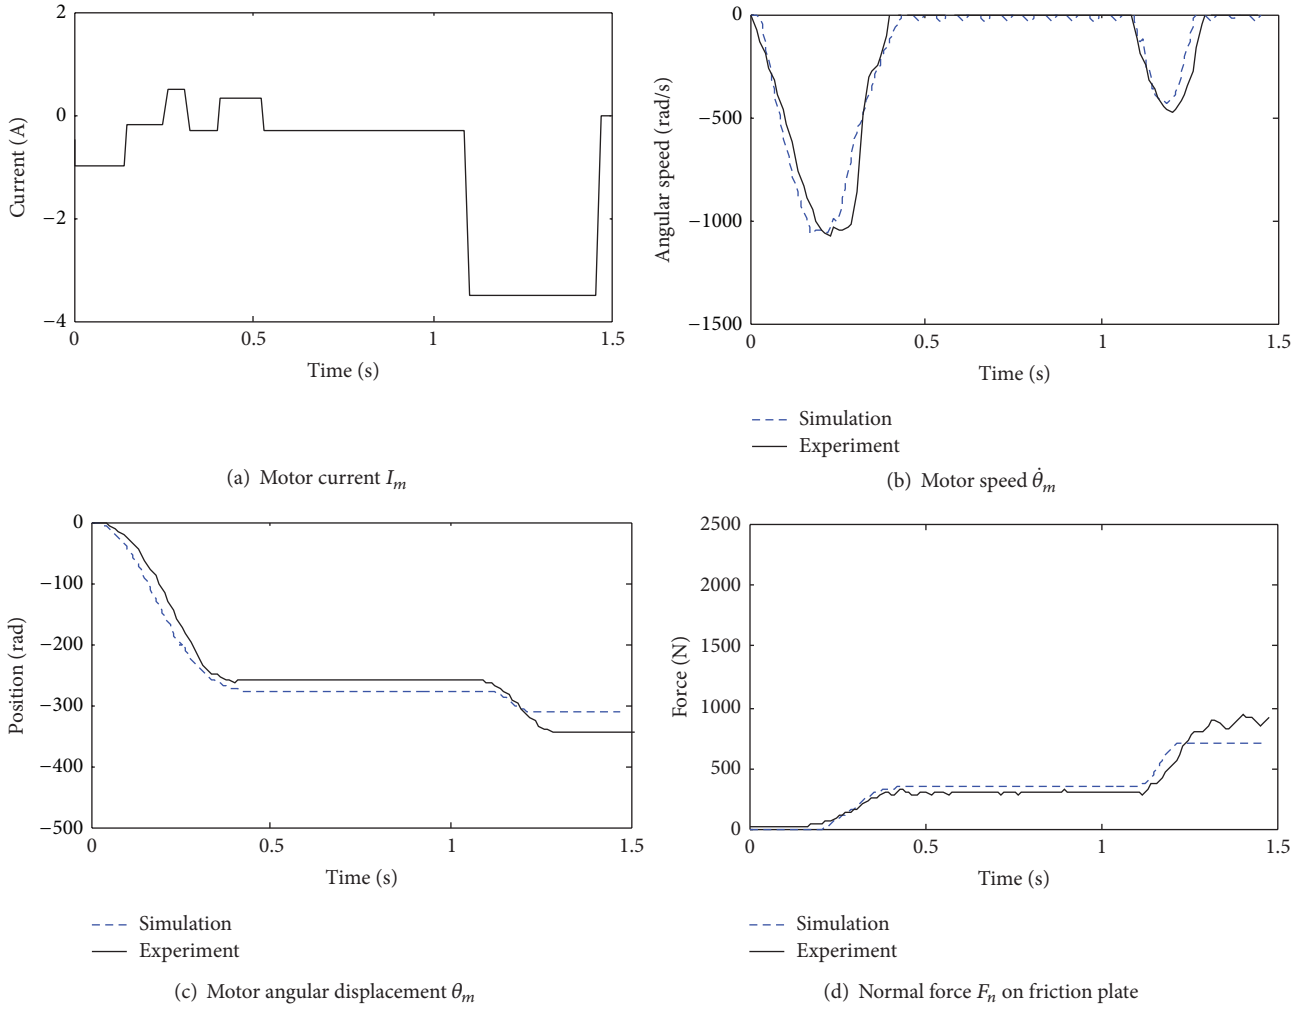 2
0
−2
−4
Current (A)
0
0.5
1
1.5
Time (s)
(a) Motor current I_m
0
−500
−1000
−1500
Angular speed (rad/s)
0
0.5
1
1.5
Time (s)
Simulation
Experiment
(b) Motor speed θ̇_m
0
−100
−200
−300
−400
−500
Position (rad)
0
0.5
1
1.5
Time (s)
Simulation
Experiment
(c) Motor angular displacement θ_m
2500
2000
1500
1000
500
0
Force (N)
0
0.5
1
1.5
Time (s)
Simulation
Experiment
(d) Normal force F_n on friction plate